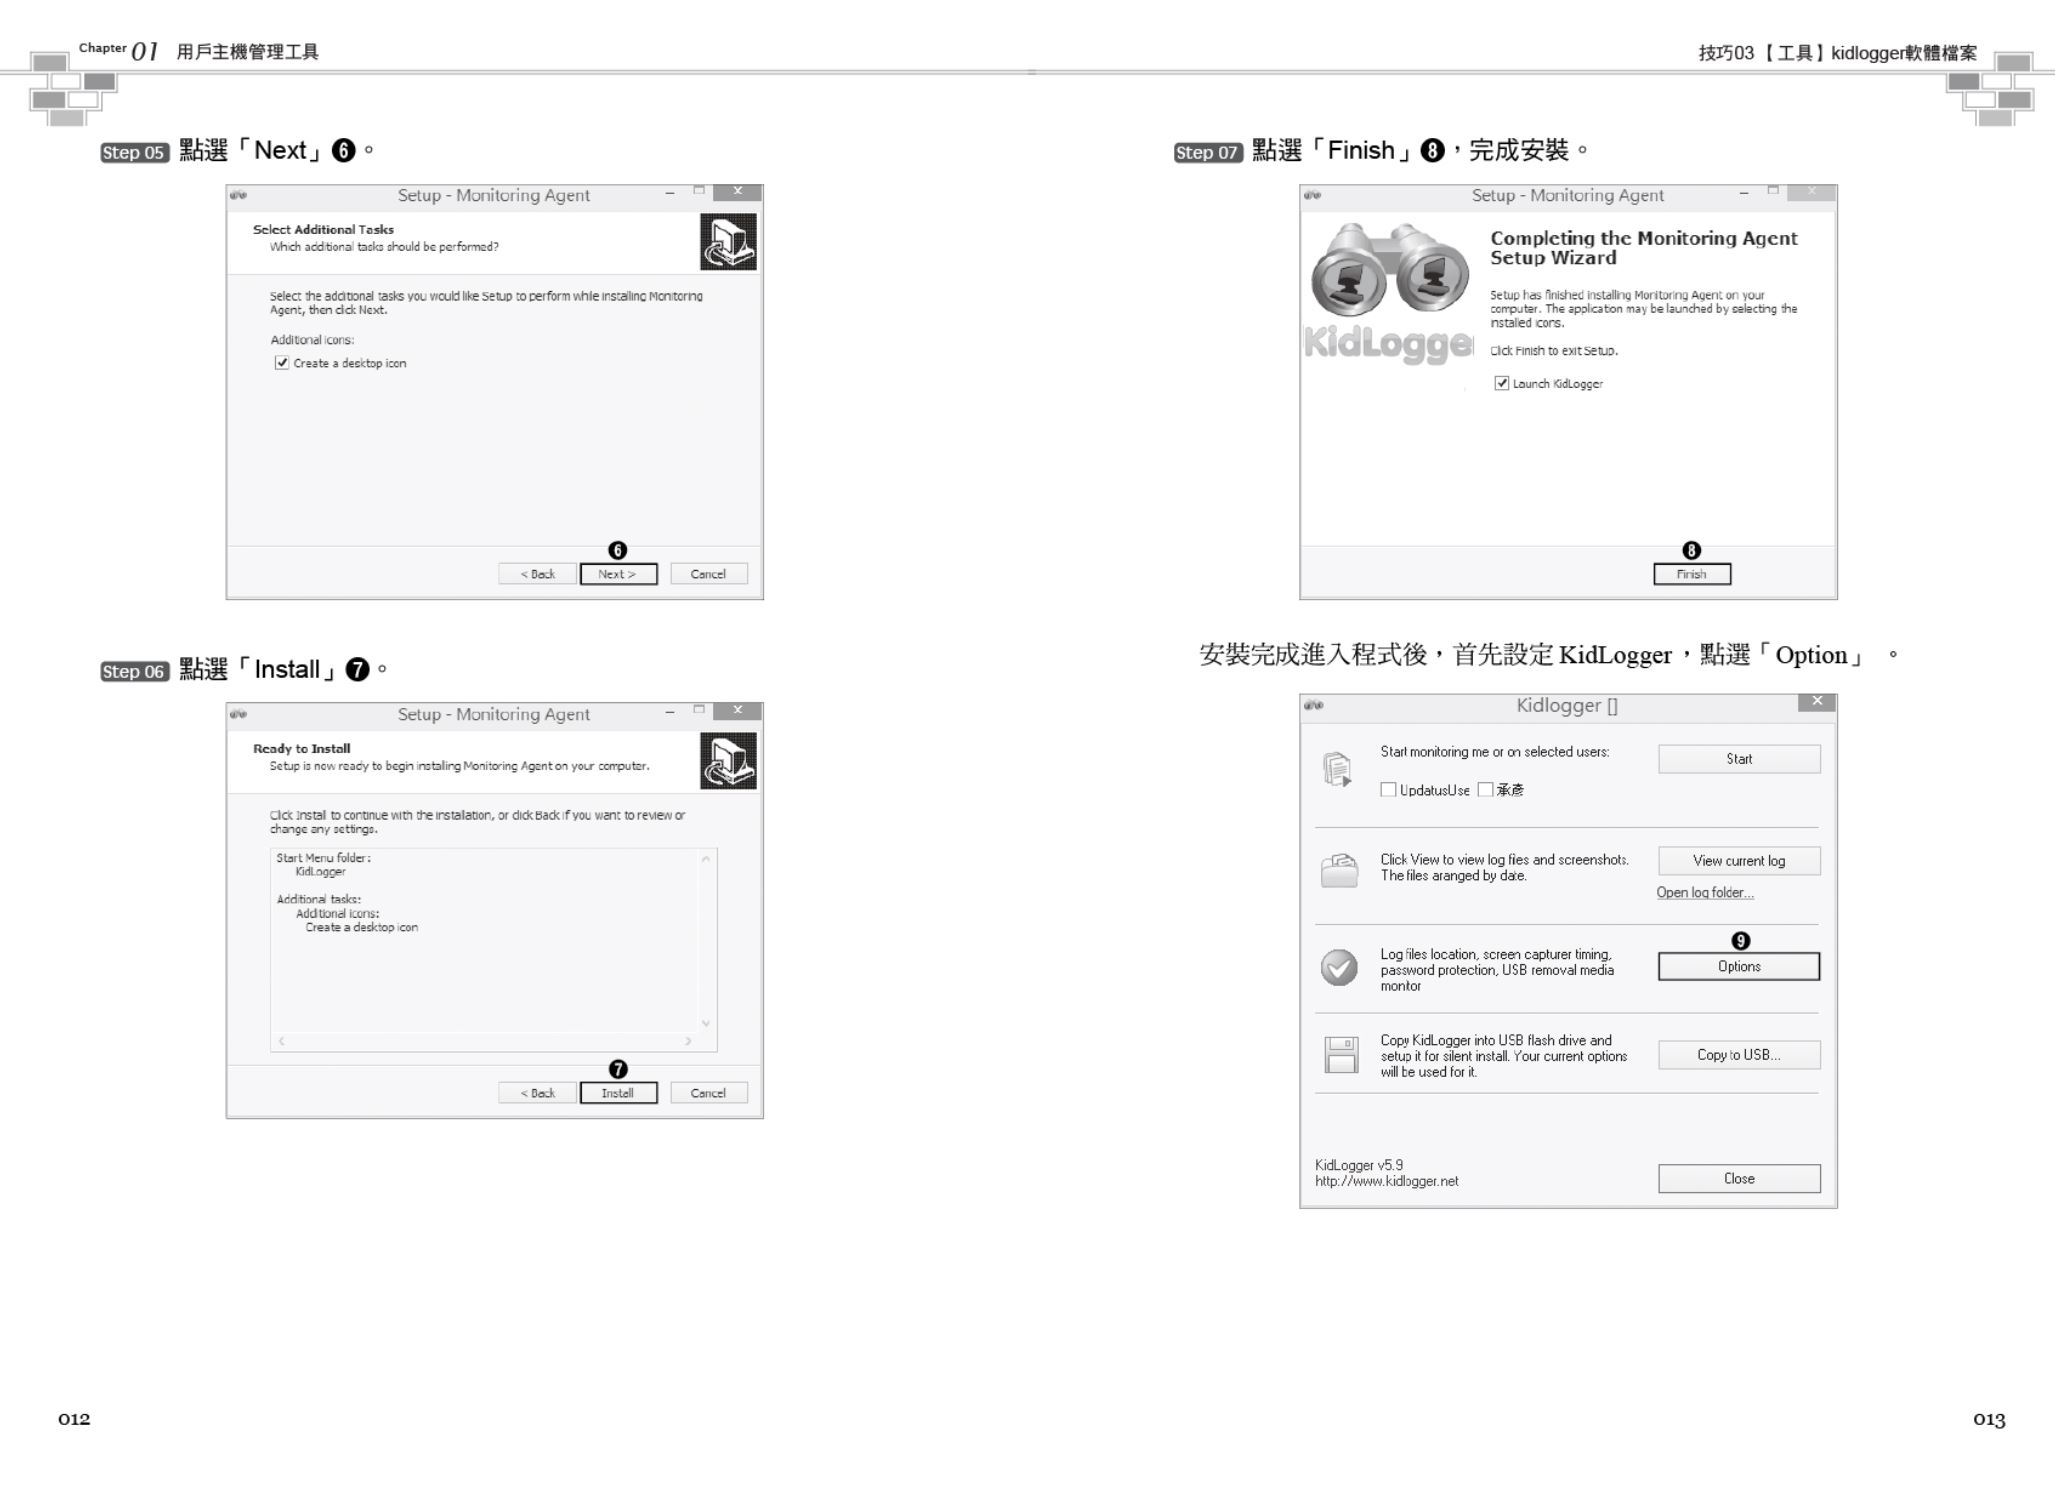 Chapter 01 用戶主機管理工具
Step 05 點選「Next」❻。
Setup - Monitoring Agent
Select Additional Tasks
Which additional tasks should be performed?
Select the additional tasks you would like Setup to perform while installing Monitoring
Agent, then click Next.
Additional icons:
Create a desktop icon
❻
< Back Next > Cancel
Step 06 點選「Install」❼。
Setup - Monitoring Agent
Ready to Install
Setup is now ready to begin installing Monitoring Agent on your computer.
Click Install to continue with the installation, or click Back if you want to review or
change any settings.
Start Menu folder:
KidLogger
Additional tasks:
Additional icons:
Create a desktop icon
❼
< Back Install Cancel
012
技巧03【工具】kidlogger軟體檔案
Step 07 點選「Finish」❽，完成安裝。
Setup - Monitoring Agent
KidLogge
Completing the Monitoring Agent
Setup Wizard
Setup has finished installing Monitoring Agent on your
computer. The application may be launched by selecting the
installed icons.
Click Finish to exit Setup.
Launch KidLogger
❽
Finish
安裝完成進入程式後，首先設定 KidLogger，點選「Option」 。
Kidlogger []
Start monitoring me or on selected users:
Start
UpdatusUse 承彥
Click View to view log files and screenshots.
The files aranged by date.
View current log
Open log folder...
❾
Log files location, screen capturer timing,
password protection, USB removal media
monitor
Options
Copy KidLogger into USB flash drive and
setup it for silent install. Your current options
will be used for it.
Copy to USB...
KidLogger v5.9
http://www.kidlogger.net
Close
013